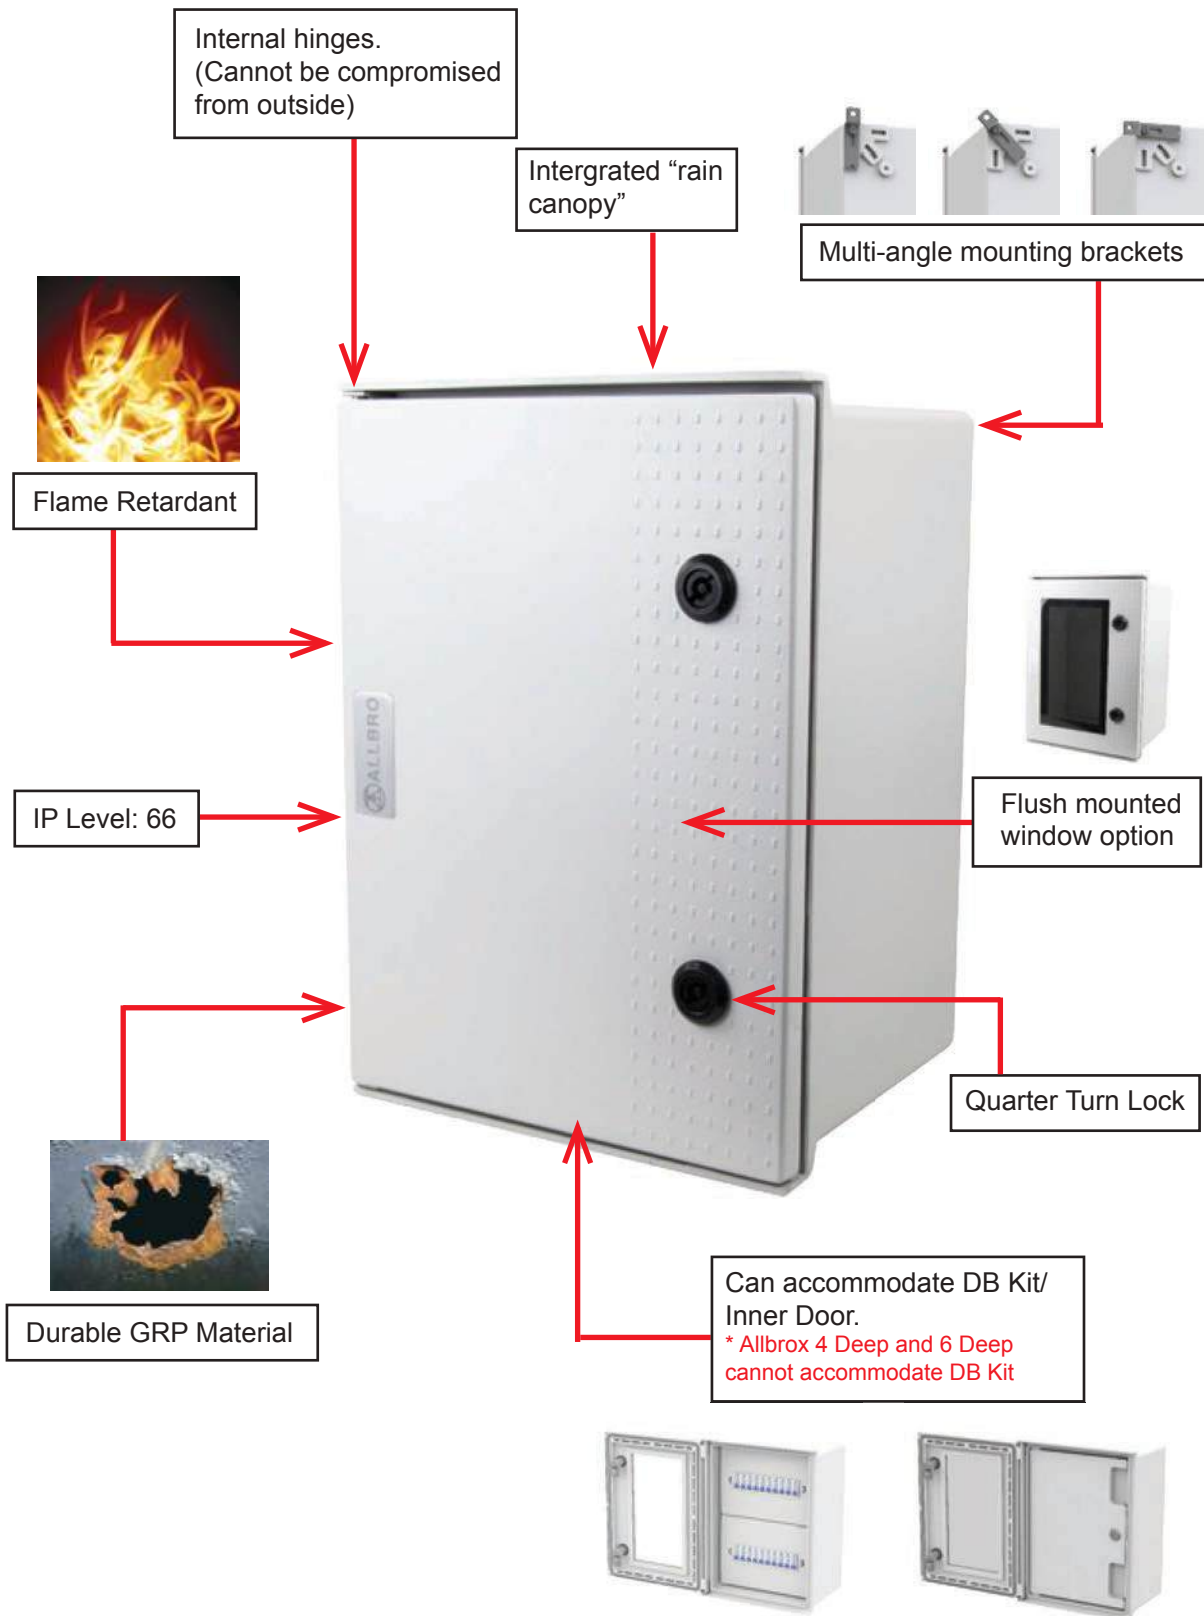 Internal hinges.
(Cannot be compromised
from outside)
Intergrated “rain
canopy”
Multi-angle mounting brackets
Flame Retardant
ALLBRO
IP Level: 66
Flush mounted
window option
Quarter Turn Lock
Durable GRP Material
Can accommodate DB Kit/
Inner Door.
* Allbrox 4 Deep and 6 Deep
cannot accommodate DB Kit